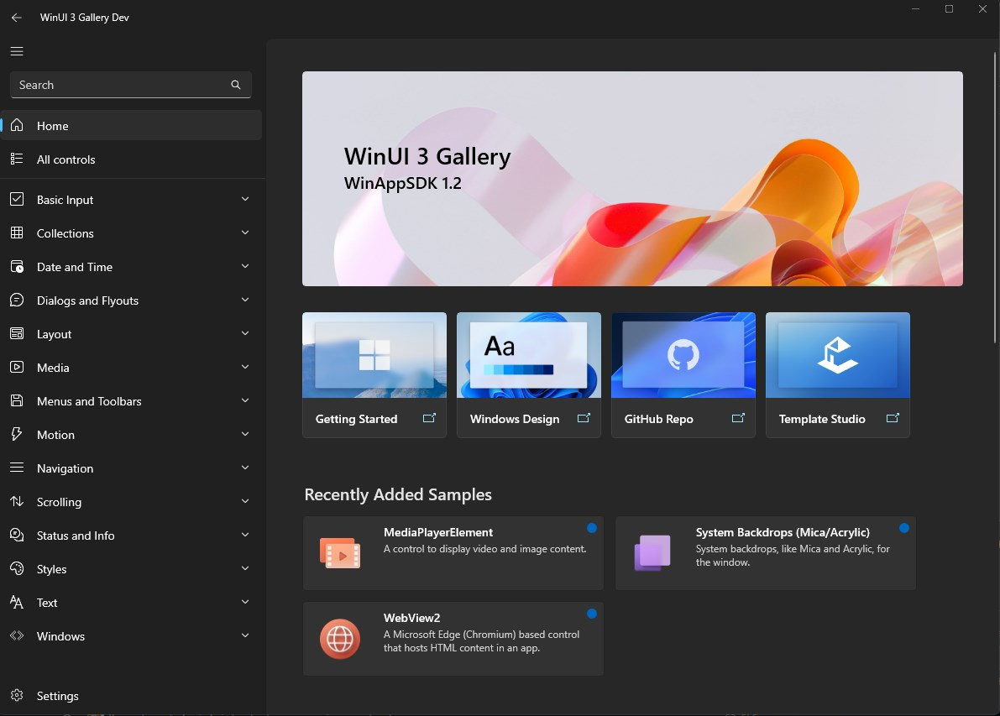 WinUI 3 Gallery Dev
Search
Home
All controls
Basic Input
Collections
Date and Time
Dialogs and Flyouts
Layout
Media
Menus and Toolbars
Motion
Navigation
Scrolling
Status and Info
Styles
Text
Windows
Settings
WinUI 3 Gallery
WinAppSDK 1.2
Aa
Getting Started
Windows Design
GitHub Repo
Template Studio
Recently Added Samples
MediaPlayerElement
A control to display video and image content.
System Backdrops (Mica/Acrylic)
System backdrops, like Mica and Acrylic, for
the window.
WebView2
A Microsoft Edge (Chromium) based control
that hosts HTML content in an app.